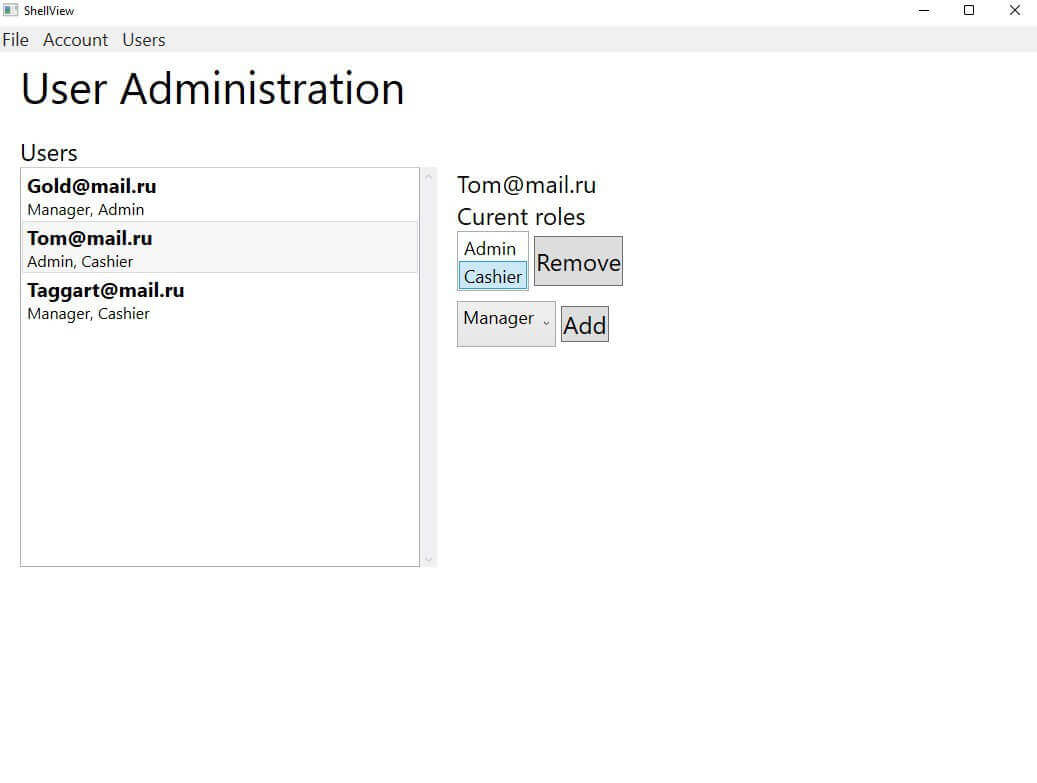 ShellView
File Account Users
User Administration
Users
Gold@mail.ru
Manager, Admin
Tom@mail.ru
Admin, Cashier
Taggart@mail.ru
Manager, Cashier
Tom@mail.ru
Curent roles
Admin
Cashier
Remove
Manager
Add